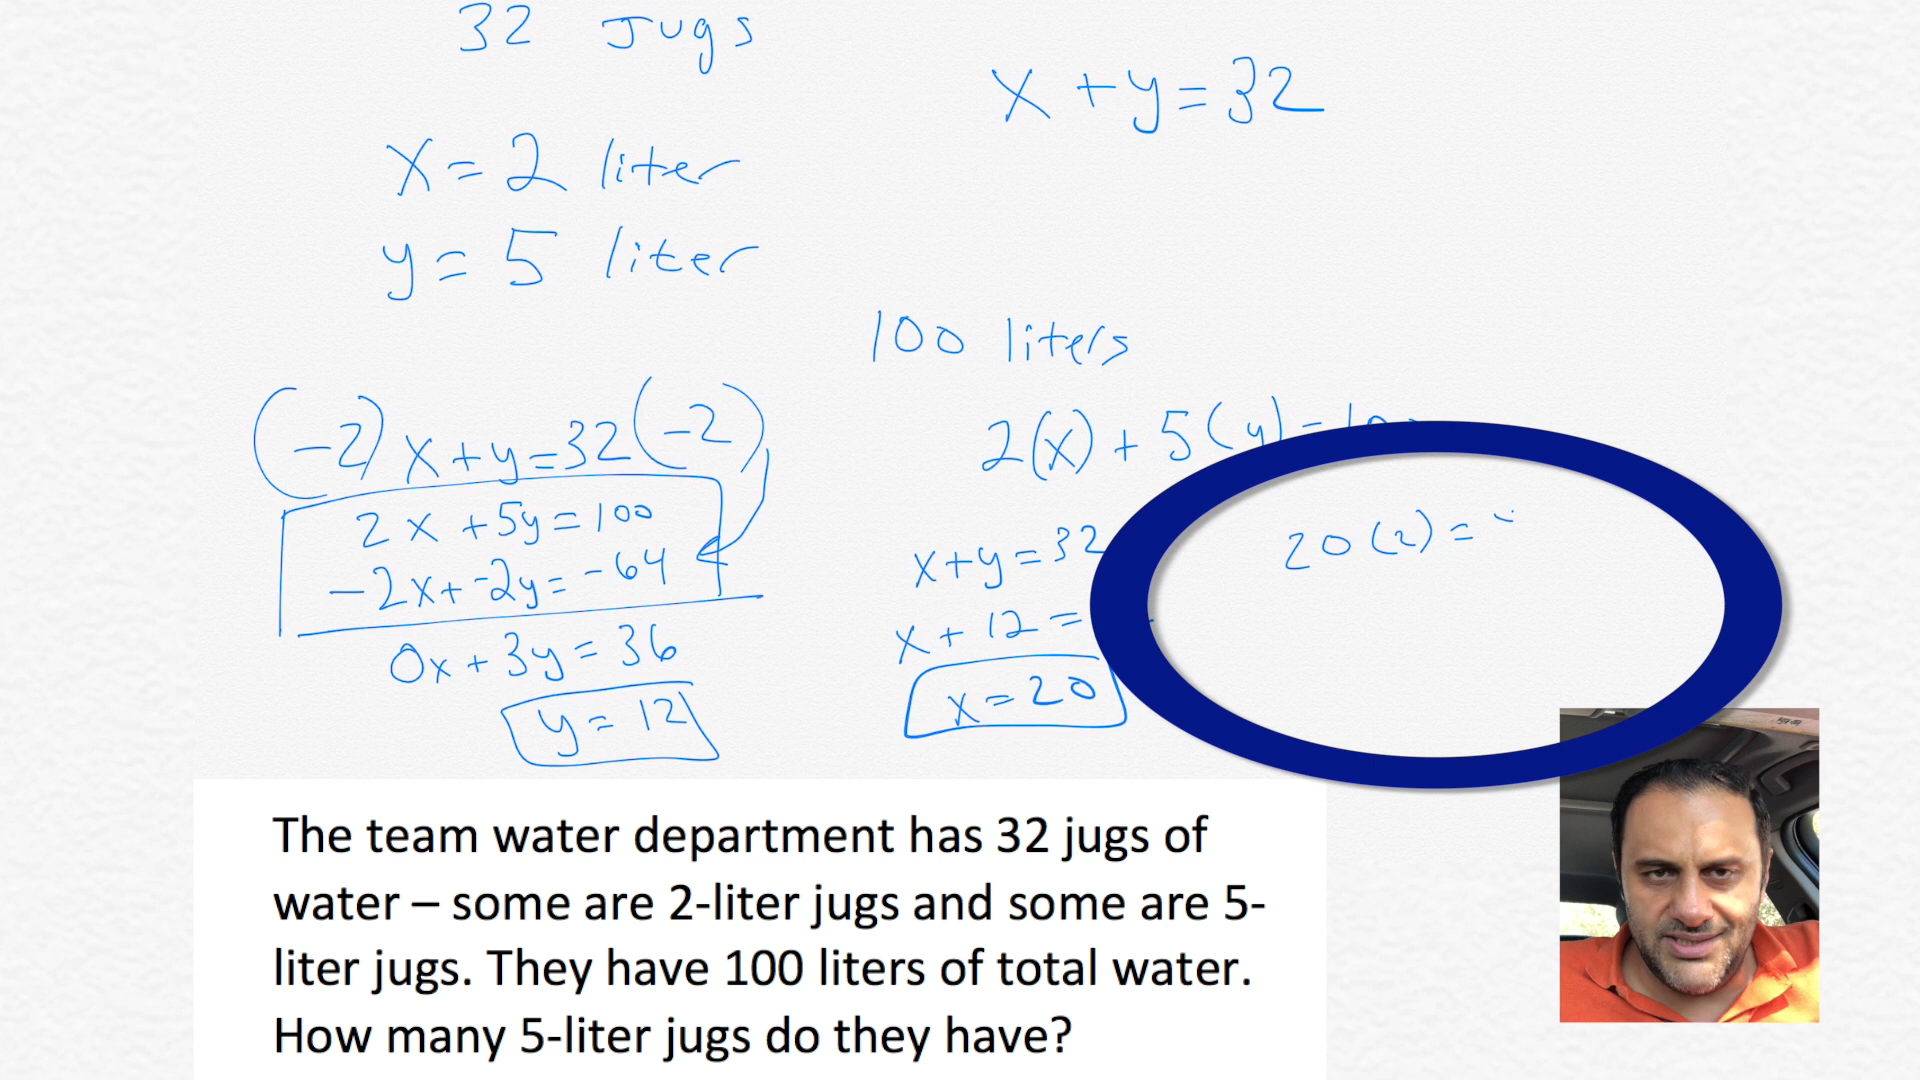 32 Jugs
x + y = 32
x = 2 liter
y = 5 liter
100 liters
(-2) x + y = 32 (-2)
2(x) + 5(y) =
2x + 5y = 100
-2x + -2y = -64
0x + 3y = 36
y = 12
x + y = 32
x + 12 =
x = 20
20(2) =
The team water department has 32 jugs of
water – some are 2-liter jugs and some are 5-
liter jugs. They have 100 liters of total water.
How many 5-liter jugs do they have?